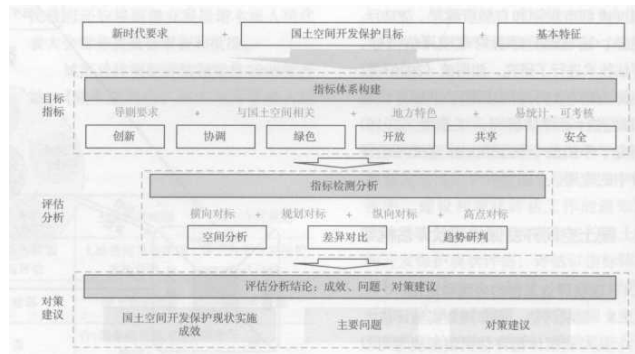 新时代要求 + 国土空间开发保护目标 + 基本特征
目标
指标
指标体系构建
导则要求 + 与国土空间相关 + 地方特色 + 易统计、可考核
创新 协调 绿色 开放 共享 安全
评估
分析
指标检测分析
横向对标 + 规划对标 + 纵向对标 + 高点对标
空间分析 差异对比 趋势研判
对策
建议
评估分析结论：成效、问题、对策建议
国土空间开发保护现状实施
成效
主要问题 对策建议